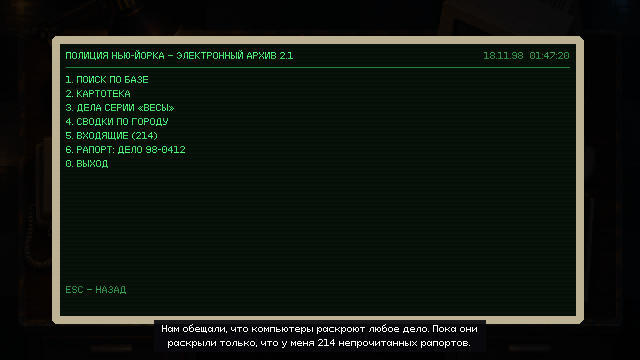 ПОЛИЦИЯ НЬЮ-ЙОРКА — ЭЛЕКТРОННЫЙ АРХИВ 2.1
18.11.98 01:47:20
1. ПОИСК ПО БАЗЕ
2. КАРТОТЕКА
3. ДЕЛА СЕРИИ «ВЕСЫ»
4. СВОДКИ ПО ГОРОДУ
5. ВХОДЯЩИЕ (214)
6. РАПОРТ: ДЕЛО 98-0412
0. ВЫХОД
ESC — НАЗАД
Нам обещали, что компьютеры раскроют любое дело. Пока они
раскрыли только, что у меня 214 непрочитанных рапортов.